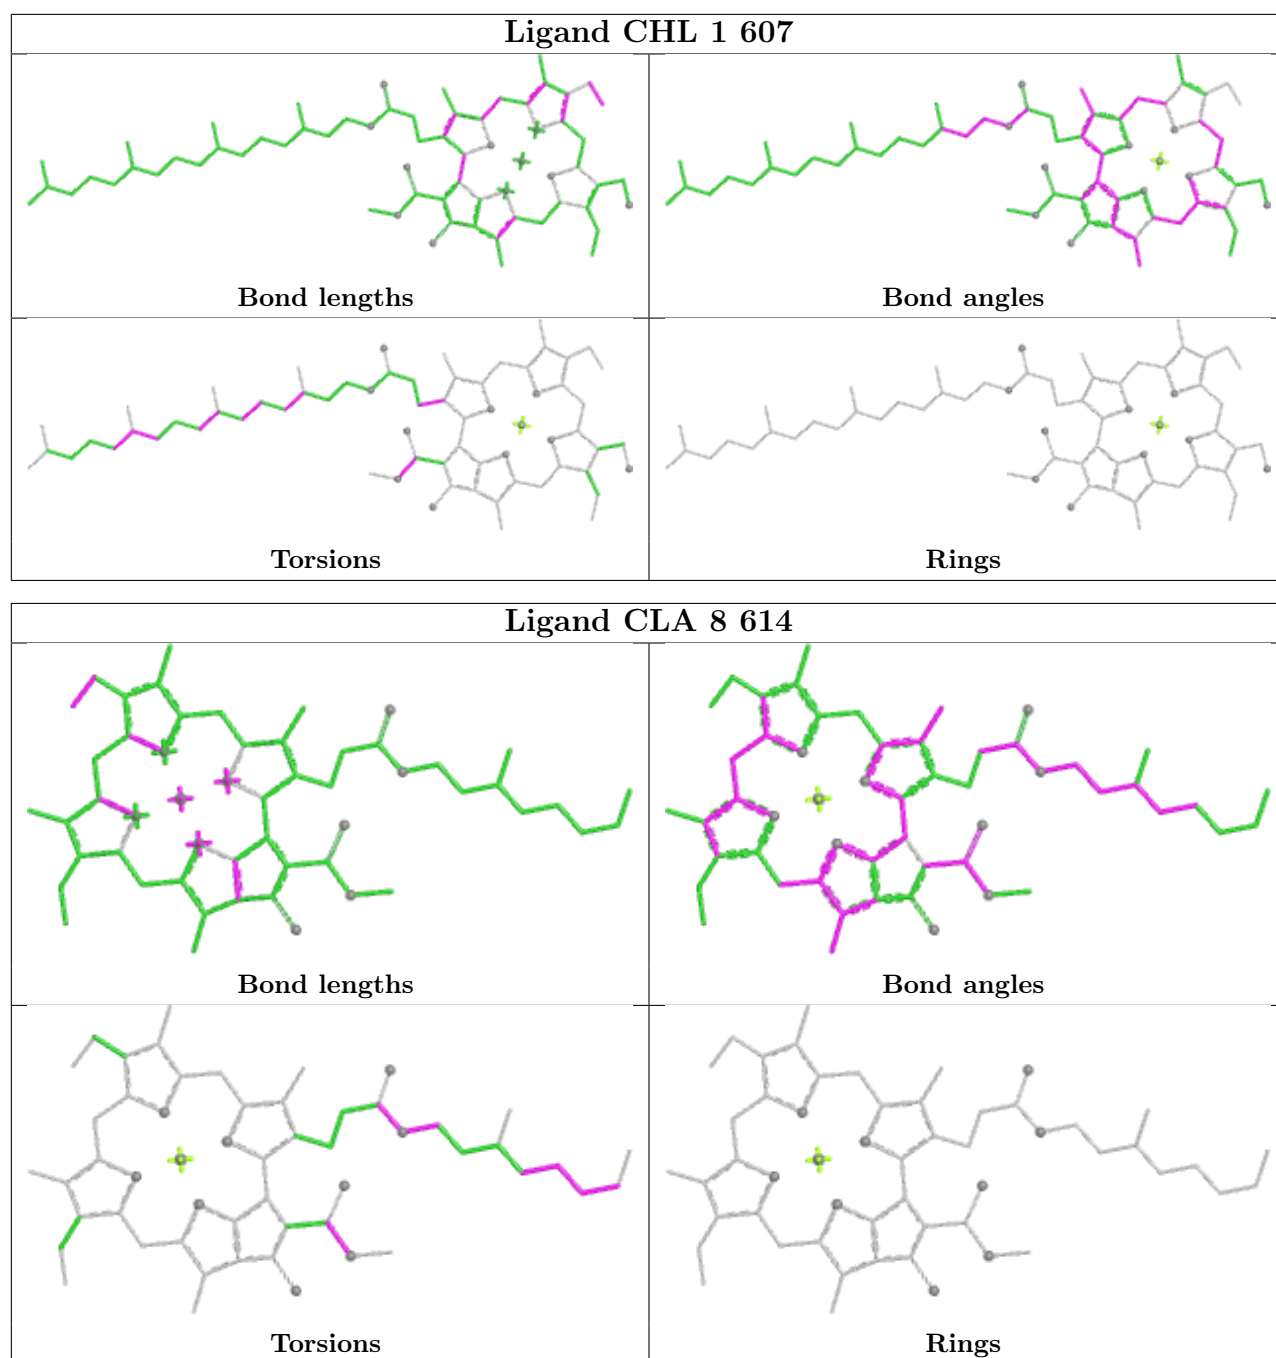 Ligand CHL 1 607
Bond lengths
Bond angles
Torsions
Rings
Ligand CLA 8 614
Bond lengths
Bond angles
Torsions
Rings